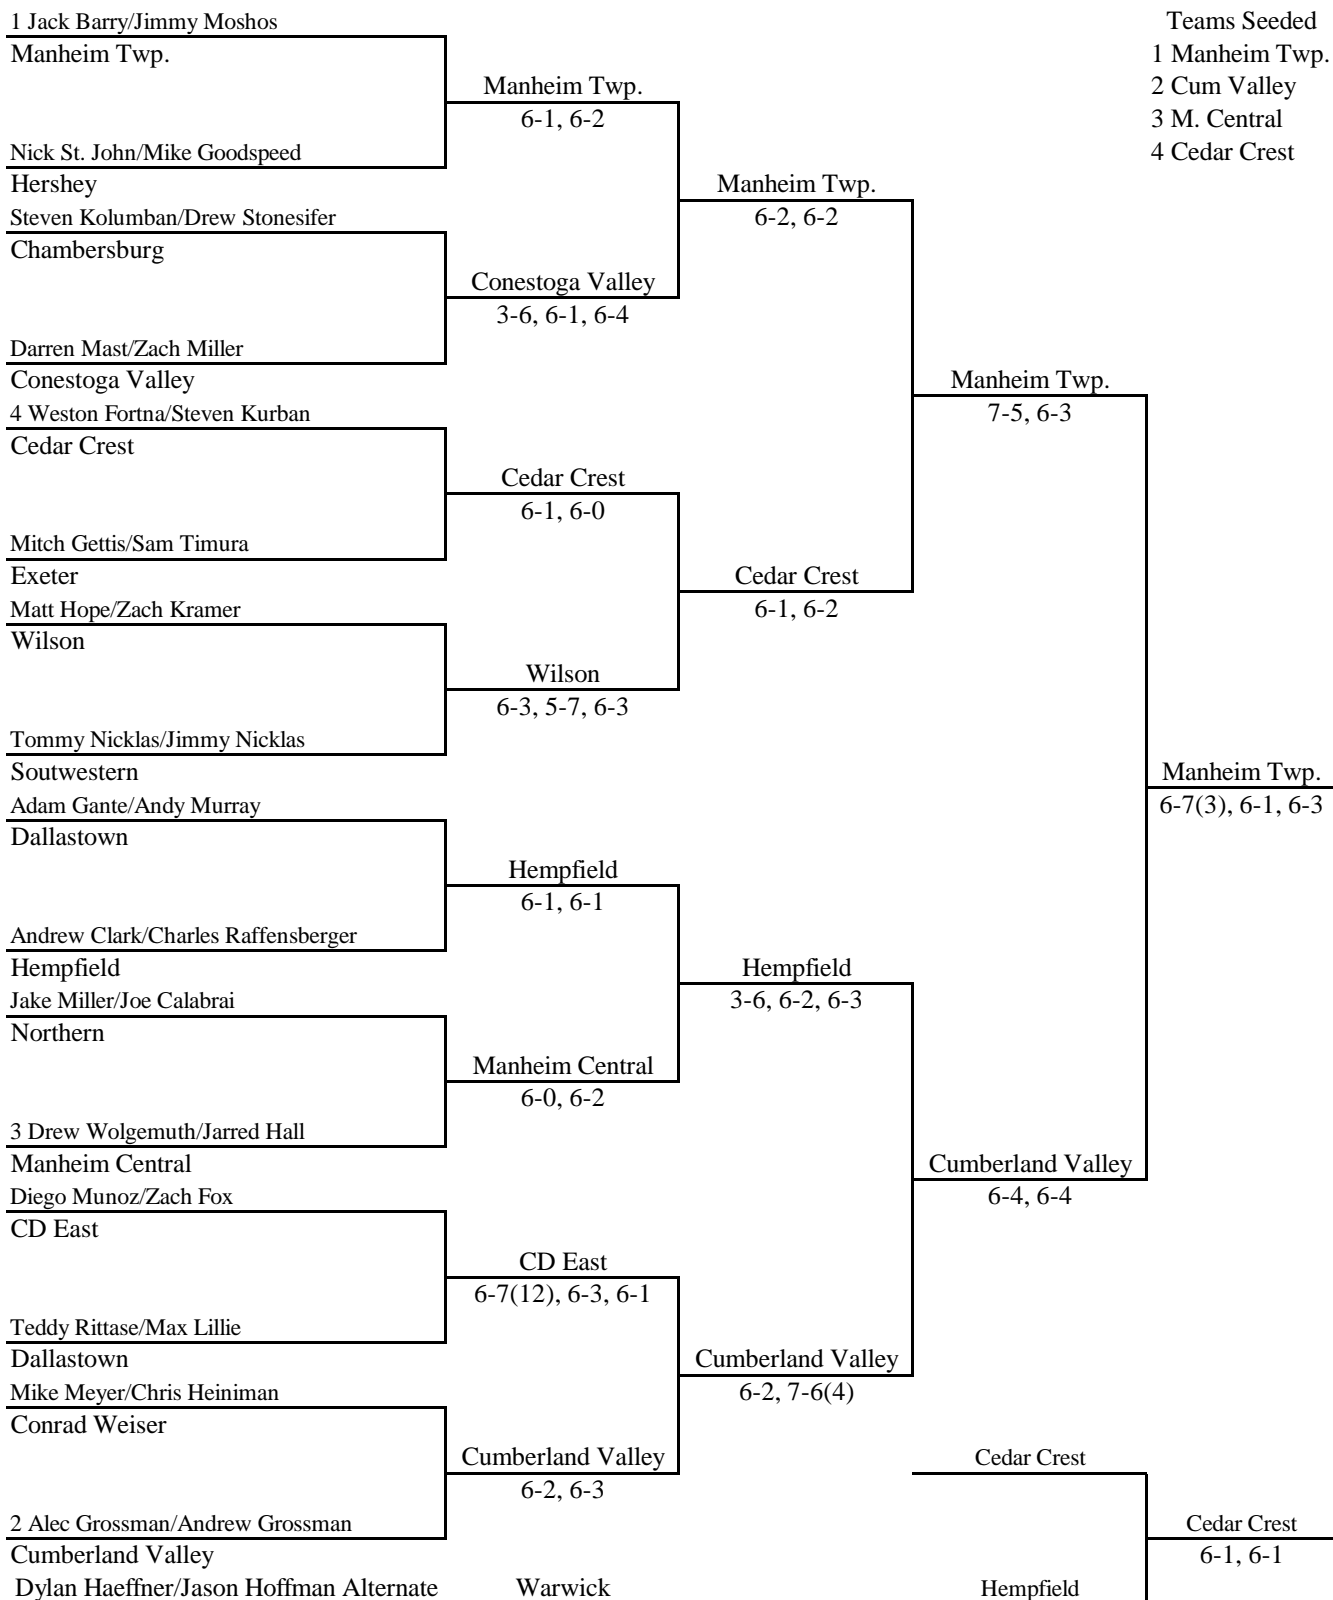 1 Jack Barry/Jimmy Moshos
Teams Seeded
Manheim Twp.
1 Manheim Twp.
Manheim Twp.
2 Cum Valley
6-1, 6-2
3 M. Central
Nick St. John/Mike Goodspeed
4 Cedar Crest
Hershey
Manheim Twp.
Steven Kolumban/Drew Stonesifer
6-2, 6-2
Chambersburg
Conestoga Valley
3-6, 6-1, 6-4
Darren Mast/Zach Miller
Conestoga Valley
Manheim Twp.
4 Weston Fortna/Steven Kurban
7-5, 6-3
Cedar Crest
Cedar Crest
6-1, 6-0
Mitch Gettis/Sam Timura
Exeter
Cedar Crest
Matt Hope/Zach Kramer
6-1, 6-2
Wilson
Wilson
6-3, 5-7, 6-3
Tommy Nicklas/Jimmy Nicklas
Soutwestern
Manheim Twp.
Adam Gante/Andy Murray
6-7(3), 6-1, 6-3
Dallastown
Hempfield
6-1, 6-1
Andrew Clark/Charles Raffensberger
Hempfield
Hempfield
Jake Miller/Joe Calabrai
3-6, 6-2, 6-3
Northern
Manheim Central
6-0, 6-2
3 Drew Wolgemuth/Jarred Hall
Manheim Central
Cumberland Valley
Diego Munoz/Zach Fox
6-4, 6-4
CD East
CD East
6-7(12), 6-3, 6-1
Teddy Rittase/Max Lillie
Dallastown
Cumberland Valley
Mike Meyer/Chris Heiniman
6-2, 7-6(4)
Conrad Weiser
Cumberland Valley
Cedar Crest
6-2, 6-3
2 Alec Grossman/Andrew Grossman
Cedar Crest
Cumberland Valley
6-1, 6-1
Dylan Haeffner/Jason Hoffman Alternate
Warwick
Hempfield